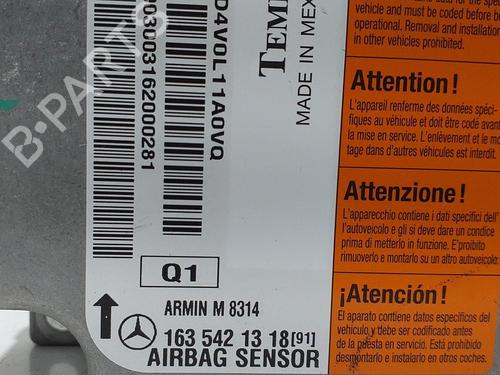 vehicle and must be coded before b
operational. Removal and installation
in other vehicles prohibited.
Attention !
L'appareil renferme des données spéci-
fiques au véhicule et doit être codé avant
la mise en service. L'enlèvement et le mon
tage dans d'autres véhicules est interdit.
Attenzione !
L'apparecchio contiene i dati specifici dell'
autoveicolo e gli si deve dare un condice
prima di metterlo in funzione. E'proibito
rimuoverlo e montarlo su un altro autoveicolo.
¡Atención !
El aparato contiene datos específicos del
vehículo y debe ser codificado antes
de la puesta en servicio. Está prohibido
desmontarlo e instalarlo en otros coches.
TEM
MADE IN MEX
D4V0L11A0VQ
00300316200028​1
Q1
ARMIN M 8314
163 542 13 18 [91]
AIRBAG SENSOR
B-PARTS